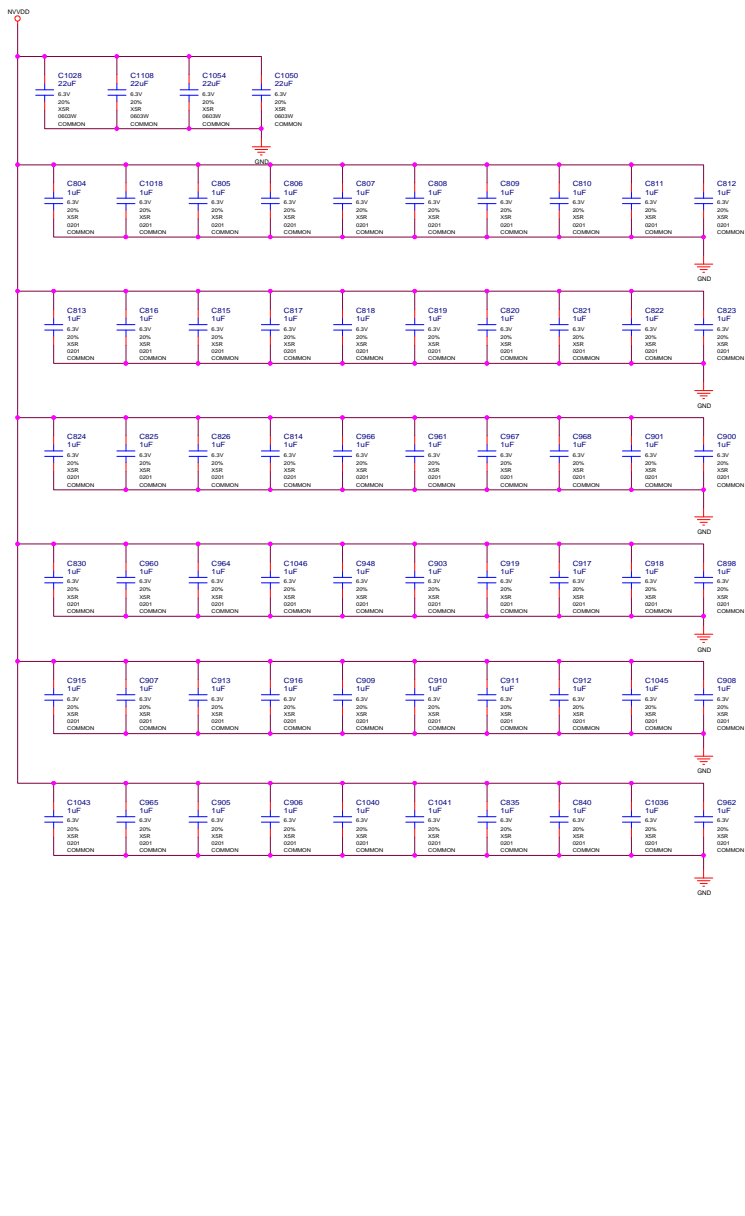 NVVDD
C1028 C1108 C1054 C1050
22uF 22uF 22uF 22uF
6.3V 6.3V 6.3V 6.3V
20% 20% 20% 20%
X5R X5R X5R X5R
0603W 0603W 0603W 0603W
COMMON COMMON COMMON COMMON
GND
C804 C1018 C805 C806 C807 C808 C809 C810 C811 C812
1uF 1uF 1uF 1uF 1uF 1uF 1uF 1uF 1uF 1uF
6.3V 6.3V 6.3V 6.3V 6.3V 6.3V 6.3V 6.3V 6.3V 6.3V
20% 20% 20% 20% 20% 20% 20% 20% 20% 20%
X5R X5R X5R X5R X5R X5R X5R X5R X5R X5R
0201 0201 0201 0201 0201 0201 0201 0201 0201 0201
COMMON COMMON COMMON COMMON COMMON COMMON COMMON COMMON COMMON COMMON
GND
C813 C816 C815 C817 C818 C819 C820 C821 C822 C823
1uF 1uF 1uF 1uF 1uF 1uF 1uF 1uF 1uF 1uF
6.3V 6.3V 6.3V 6.3V 6.3V 6.3V 6.3V 6.3V 6.3V 6.3V
20% 20% 20% 20% 20% 20% 20% 20% 20% 20%
X5R X5R X5R X5R X5R X5R X5R X5R X5R X5R
0201 0201 0201 0201 0201 0201 0201 0201 0201 0201
COMMON COMMON COMMON COMMON COMMON COMMON COMMON COMMON COMMON COMMON
GND
C824 C825 C826 C814 C966 C961 C967 C968 C901 C900
1uF 1uF 1uF 1uF 1uF 1uF 1uF 1uF 1uF 1uF
6.3V 6.3V 6.3V 6.3V 6.3V 6.3V 6.3V 6.3V 6.3V 6.3V
20% 20% 20% 20% 20% 20% 20% 20% 20% 20%
X5R X5R X5R X5R X5R X5R X5R X5R X5R X5R
0201 0201 0201 0201 0201 0201 0201 0201 0201 0201
COMMON COMMON COMMON COMMON COMMON COMMON COMMON COMMON COMMON COMMON
GND
C830 C960 C964 C1046 C948 C903 C919 C917 C918 C898
1uF 1uF 1uF 1uF 1uF 1uF 1uF 1uF 1uF 1uF
6.3V 6.3V 6.3V 6.3V 6.3V 6.3V 6.3V 6.3V 6.3V 6.3V
20% 20% 20% 20% 20% 20% 20% 20% 20% 20%
X5R X5R X5R X5R X5R X5R X5R X5R X5R X5R
0201 0201 0201 0201 0201 0201 0201 0201 0201 0201
COMMON COMMON COMMON COMMON COMMON COMMON COMMON COMMON COMMON COMMON
GND
C915 C907 C913 C916 C909 C910 C911 C912 C1045 C908
1uF 1uF 1uF 1uF 1uF 1uF 1uF 1uF 1uF 1uF
6.3V 6.3V 6.3V 6.3V 6.3V 6.3V 6.3V 6.3V 6.3V 6.3V
20% 20% 20% 20% 20% 20% 20% 20% 20% 20%
X5R X5R X5R X5R X5R X5R X5R X5R X5R X5R
0201 0201 0201 0201 0201 0201 0201 0201 0201 0201
COMMON COMMON COMMON COMMON COMMON COMMON COMMON COMMON COMMON COMMON
GND
C1043 C965 C905 C906 C1040 C1041 C835 C840 C1036 C962
1uF 1uF 1uF 1uF 1uF 1uF 1uF 1uF 1uF 1uF
6.3V 6.3V 6.3V 6.3V 6.3V 6.3V 6.3V 6.3V 6.3V 6.3V
20% 20% 20% 20% 20% 20% 20% 20% 20% 20%
X5R X5R X5R X5R X5R X5R X5R X5R X5R X5R
0201 0201 0201 0201 0201 0201 0201 0201 0201 0201
COMMON COMMON COMMON COMMON COMMON COMMON COMMON COMMON COMMON COMMON
GND